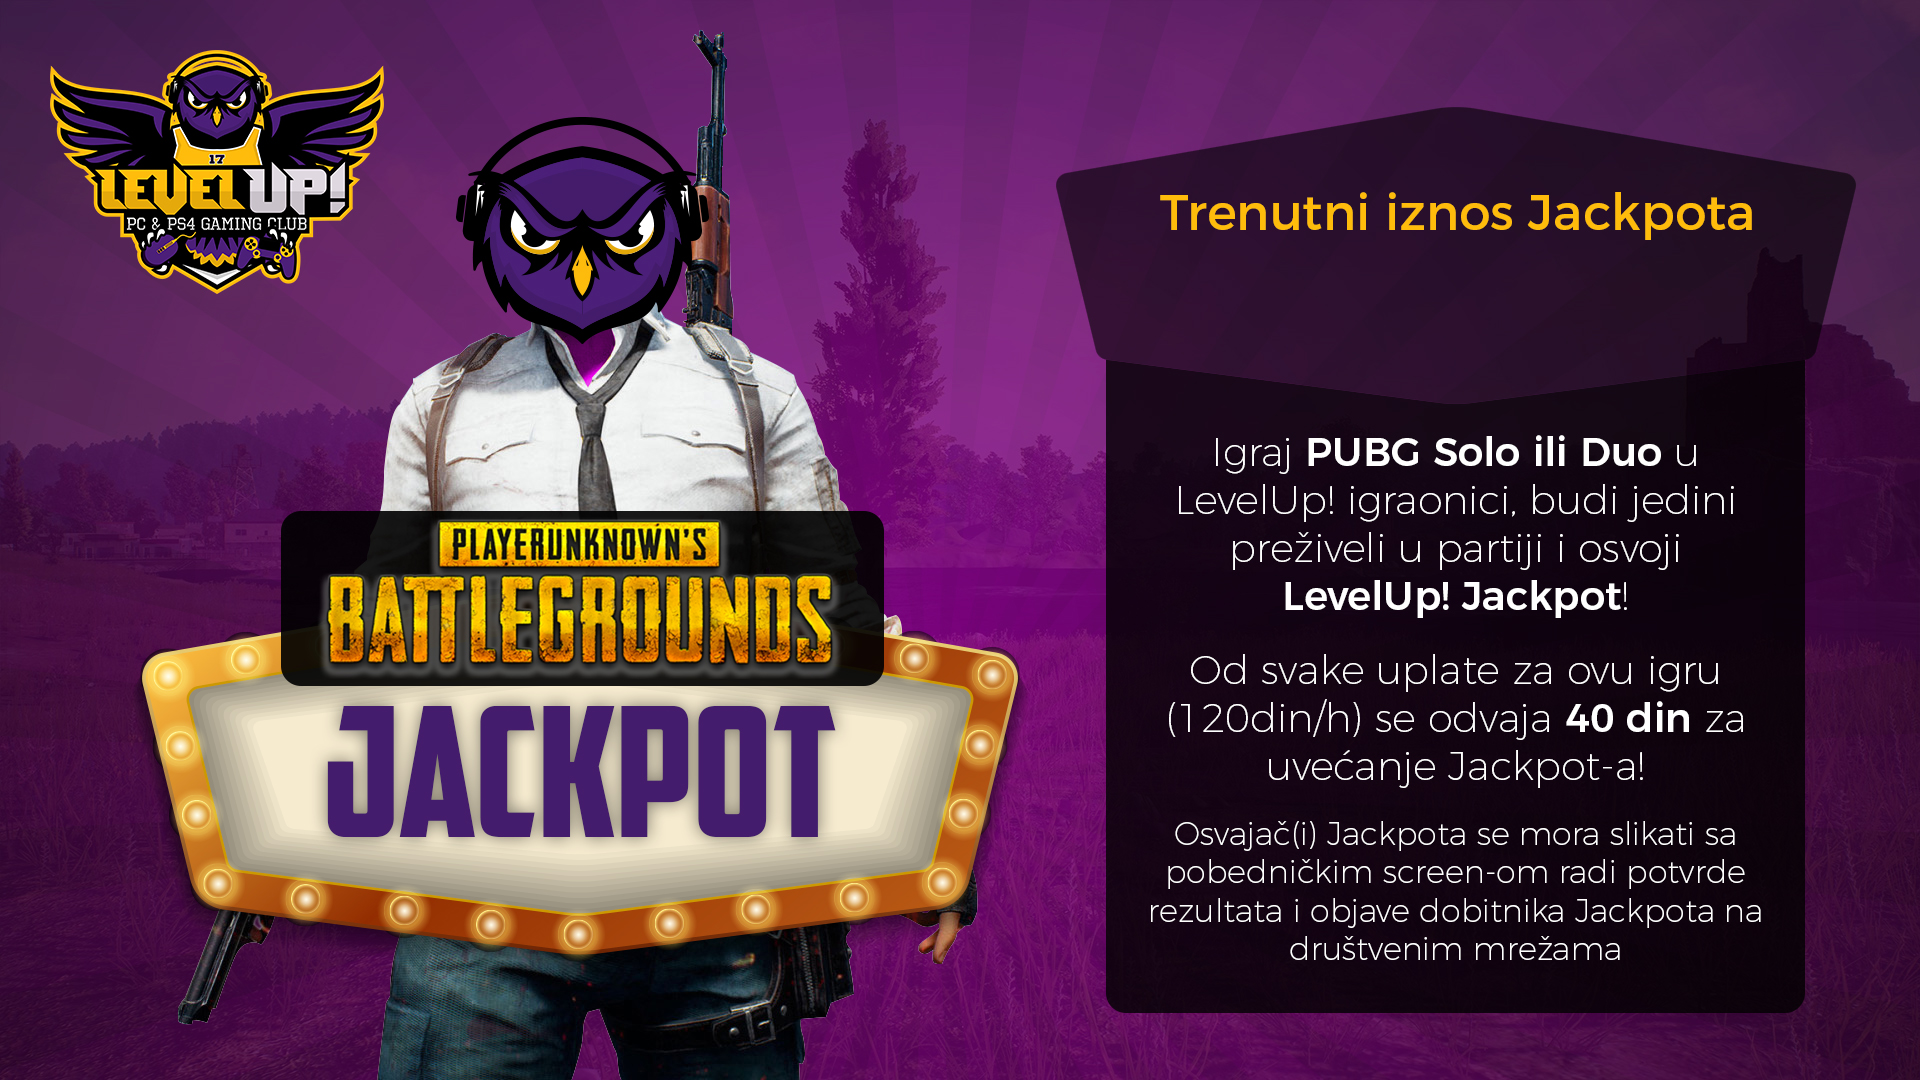 17
LEVEL UP!
PC & PS4 GAMING CLUB
PLAYERUNKNOWN'S
BATTLEGROUNDS
JACKPOT
Trenutni iznos Jackpota
Igraj PUBG Solo ili Duo u
LevelUp! igraonici, budi jedini
preživeli u partiji i osvoji
LevelUp! Jackpot!
Od svake uplate za ovu igru
(120din/h) se odvaja 40 din za
uvećanje Jackpot-a!
Osvajač(i) Jackpota se mora slikati sa
pobedničkim screen-om radi potvrde
rezultata i objave dobitnika Jackpota na
društvenim mrežama